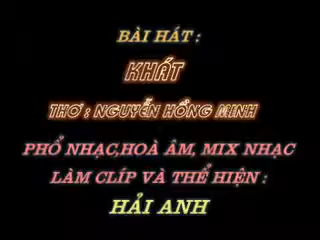 BÀI HÁT :
KHÁT
THƠ : NGUYỄN HỒNG MINH
PHỔ NHẠC,HOÀ ÂM, MIX NHẠC
LÀM CLÍP VÀ THỂ HIỆN :
HẢI ANH